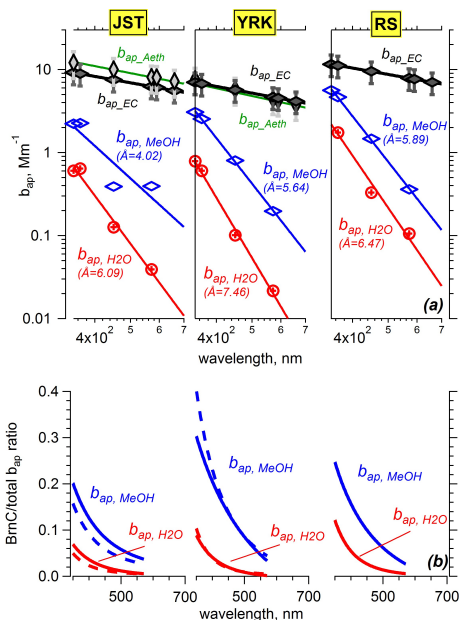 JST YRK RS
b_ap, Mm⁻¹
10
1
0.1
0.01
b_ap_Aeth
b_ap_EC
b_ap, MeOH
(Å=4.02)
b_ap, H2O
(Å=6.09)
b_ap_EC
b_ap_Aeth
b_ap, MeOH
(Å=5.64)
b_ap, H2O
(Å=7.46)
b_ap_EC
b_ap, MeOH
(Å=5.89)
b_ap, H2O
(Å=6.47)
(a)
4x10² 5 6 7 4x10² 5 6 7 4x10² 5 6 7
wavelength, nm
BrnC/total b_ap ratio
0.4
0.3
0.2
0.1
0.0
b_ap, MeOH
b_ap, H2O
b_ap, MeOH
b_ap, H2O
b_ap, MeOH
b_ap, H2O
(b)
500 700 500 700 500 700
wavelength, nm